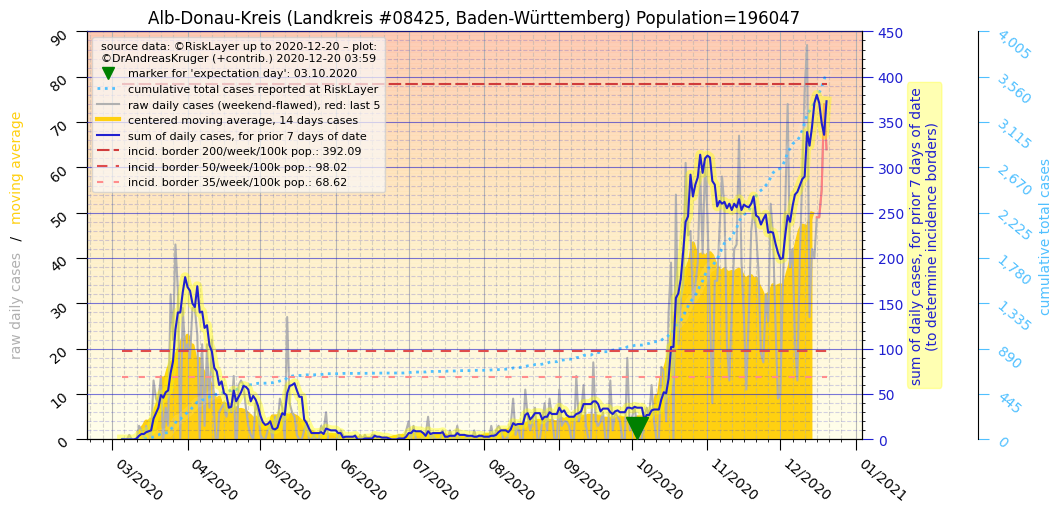 Alb-Donau-Kreis (Landkreis #08425, Baden-Württemberg) Population=196047
source data: ©RiskLayer up to 2020-12-20 – plot:
©DrAndreasKruger (+contrib.) 2020-12-20 03:59
marker for 'expectation day': 03.10.2020
cumulative total cases reported at RiskLayer
raw daily cases (weekend-flawed), red: last 5
centered moving average, 14 days cases
sum of daily cases, for prior 7 days of date
incid. border 200/week/100k pop.: 392.09
incid. border 50/week/100k pop.: 98.02
incid. border 35/week/100k pop.: 68.62
raw daily cases / moving average
90
80
70
60
50
40
30
20
10
0
450
400
350
300
250
200
150
100
50
0
sum of daily cases, for prior 7 days of date
(to determine incidence borders)
4,005
3,560
3,115
2,670
2,225
1,780
1,335
890
445
0
cumulative total cases
03/2020
04/2020
05/2020
06/2020
07/2020
08/2020
09/2020
10/2020
11/2020
12/2020
01/2021